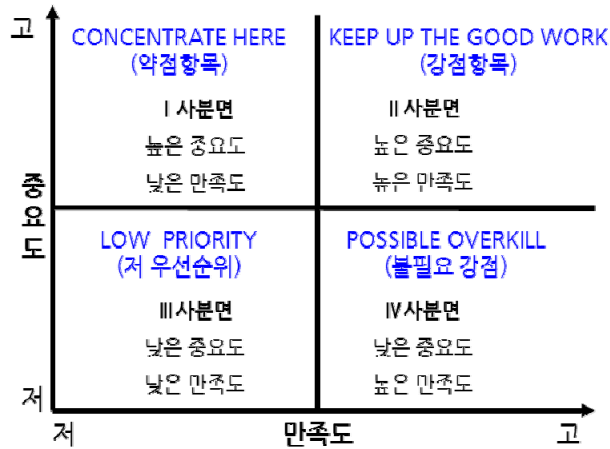 고
CONCENTRATE HERE
(약점항목)
Ⅰ 사분면
높은 중요도
낮은 만족도
KEEP UP THE GOOD WORK
(강점항목)
Ⅱ 사분면
높은 중요도
높은 만족도
중요도
LOW PRIORITY
(저 우선순위)
Ⅲ 사분면
낮은 중요도
낮은 만족도
POSSIBLE OVERKILL
(불필요 강점)
Ⅳ 사분면
낮은 중요도
높은 만족도
저
저
만족도
고